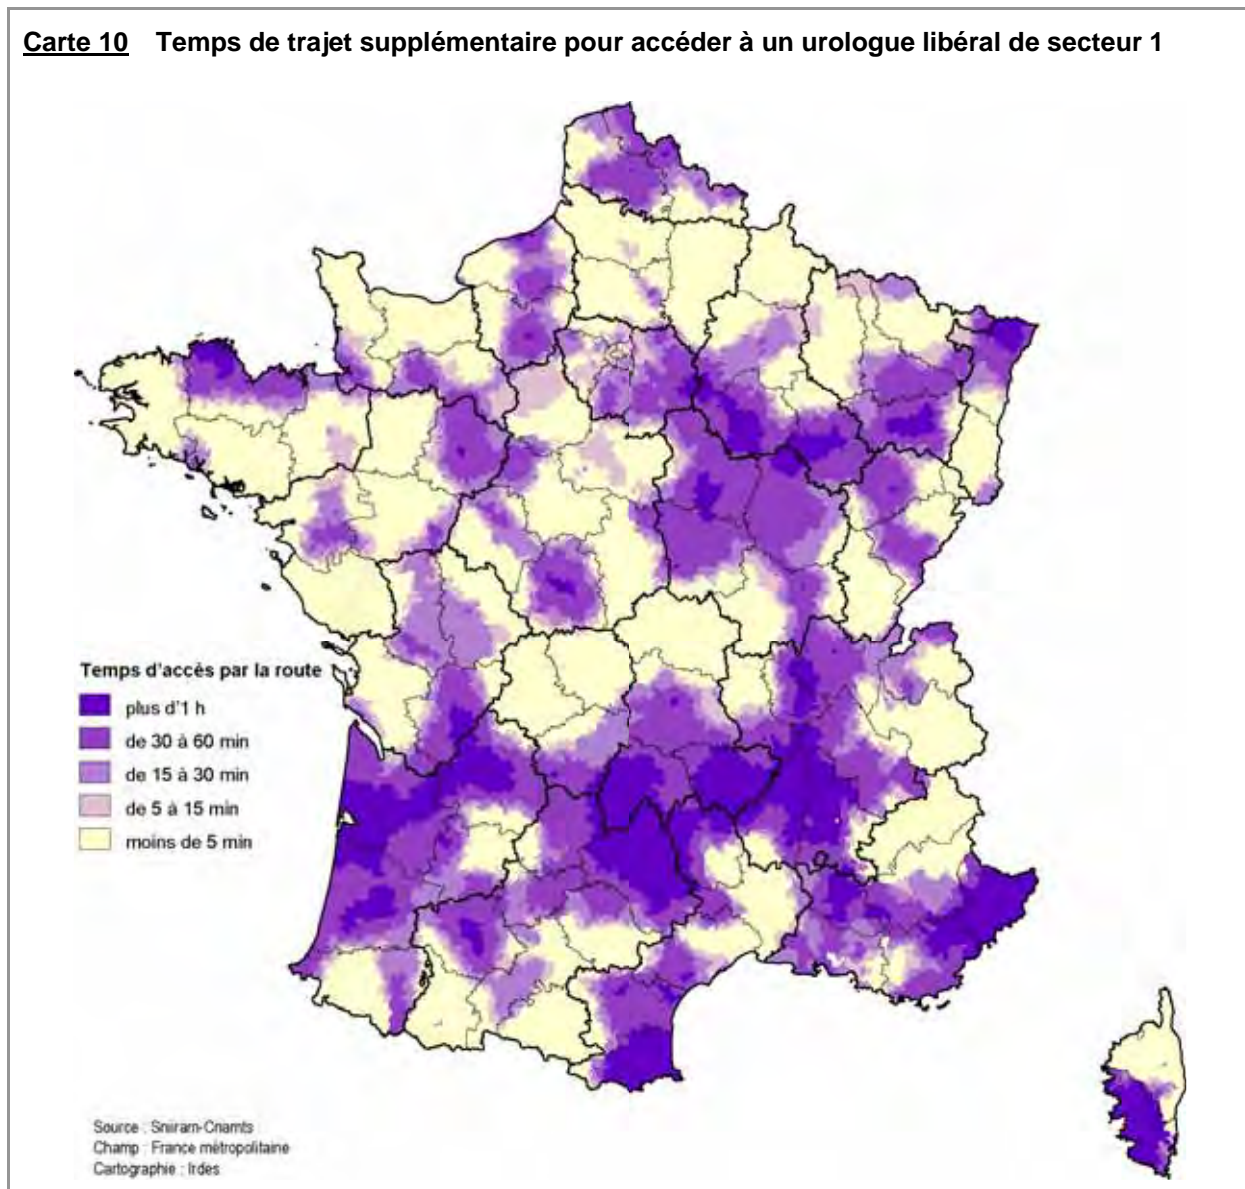 Carte 10 Temps de trajet supplémentaire pour accéder à un urologue libéral de secteur 1
Temps d'accès par la route
plus d'1 h
de 30 à 60 min
de 15 à 30 min
de 5 à 15 min
moins de 5 min
Source : Sniiram-Cnamts
Champ : France métropolitaine
Cartographie : Irdes